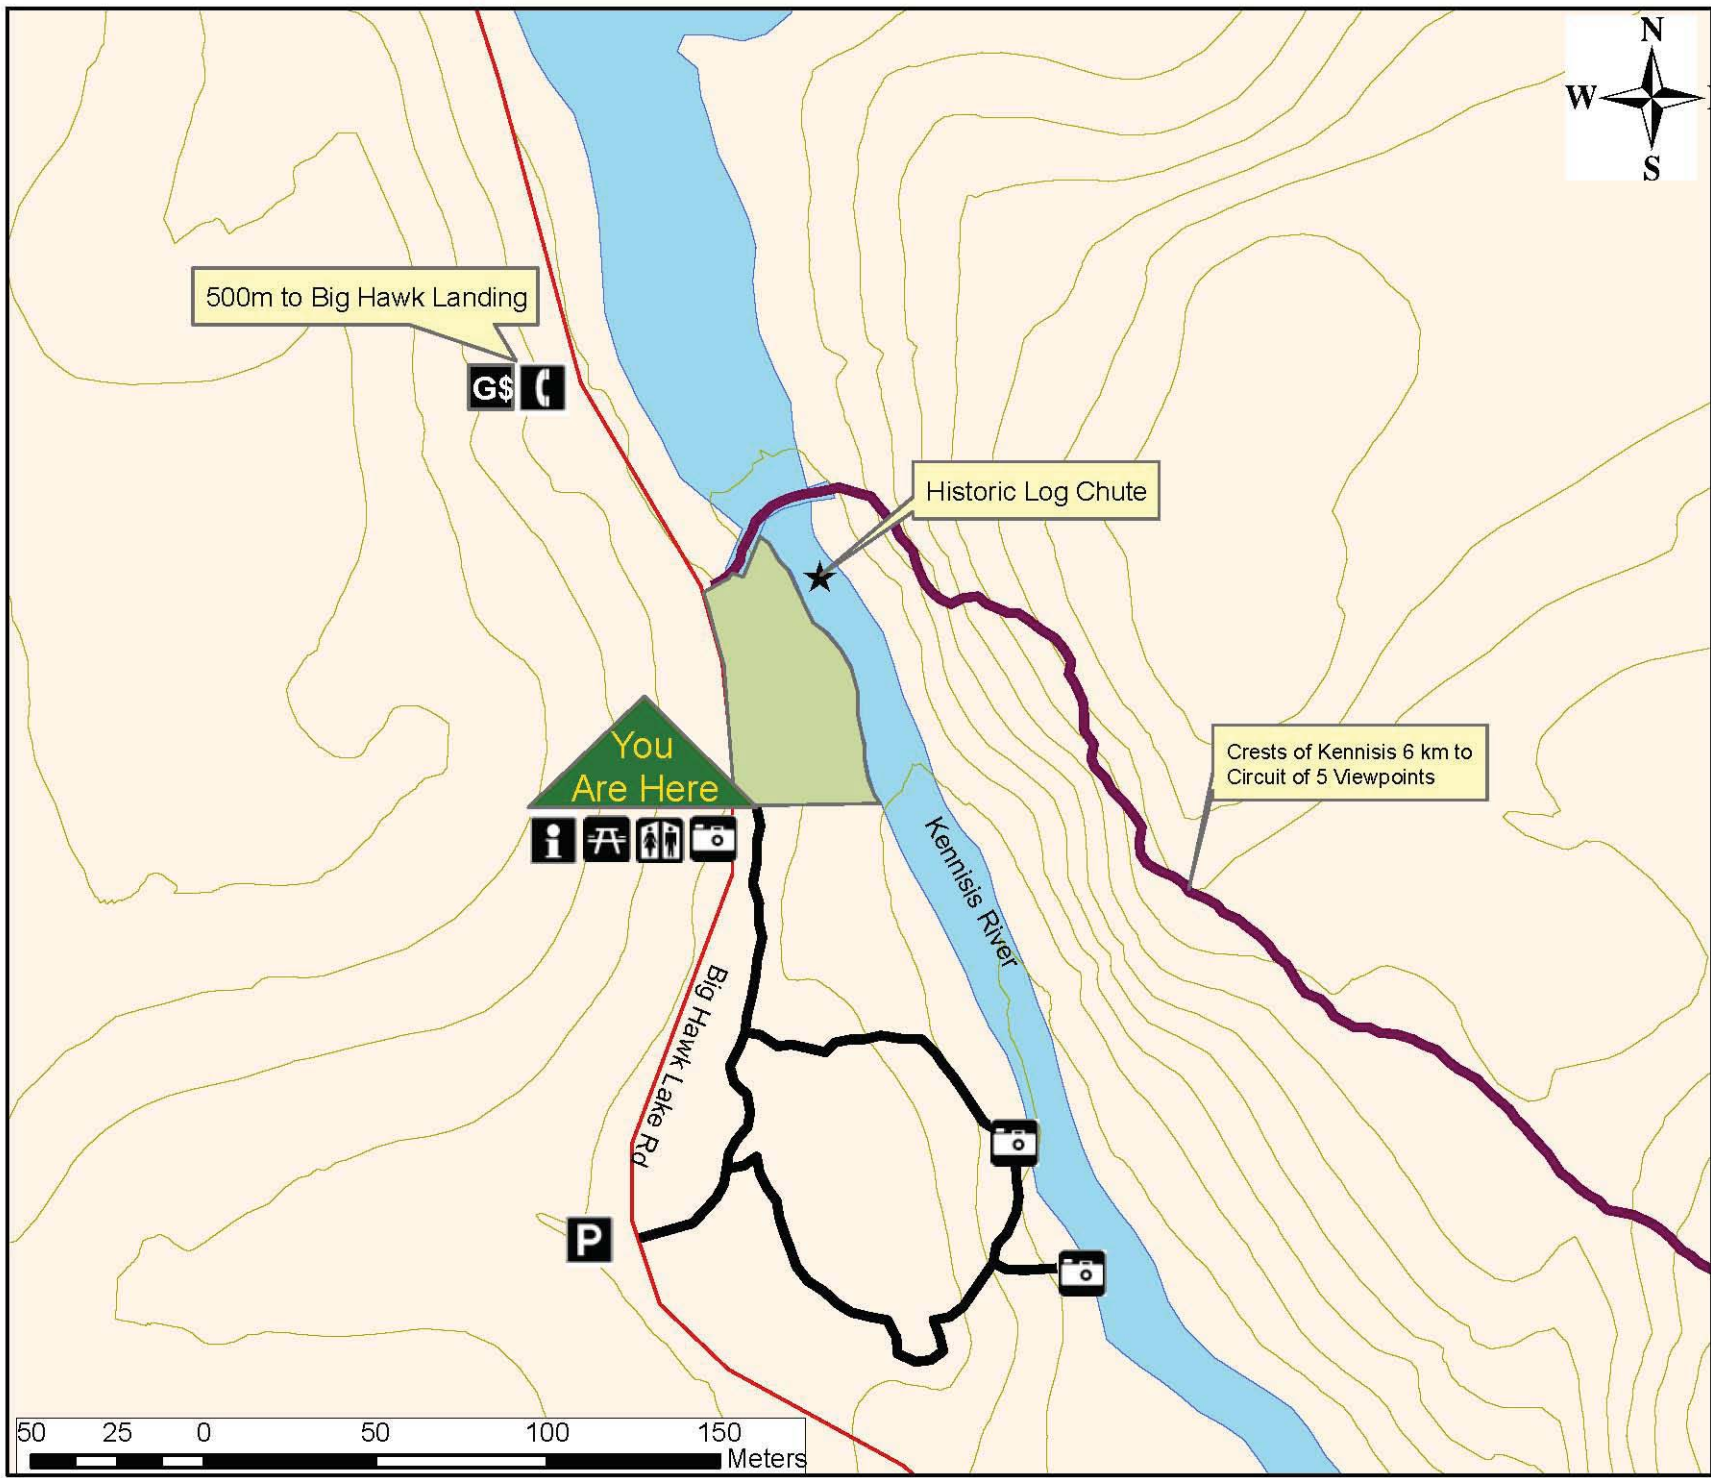 N
W
S
500m to Big Hawk Landing
G$
Historic Log Chute
You
Are Here
Crests of Kennisis 6 km to
Circuit of 5 Viewpoints
Kennisis River
Big Hawk Lake Rd
P
50 25 0 50 100 150
Meters